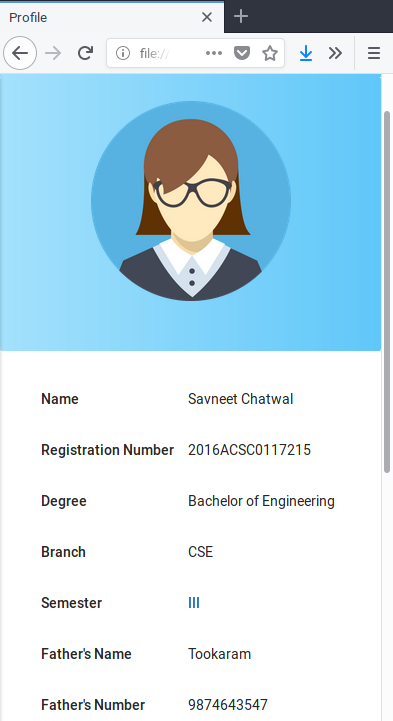 Profile
file://
Name Savneet Chatwal
Registration Number 2016ACSC0117215
Degree Bachelor of Engineering
Branch CSE
Semester III
Father's Name Tookaram
Father's Number 9874643547